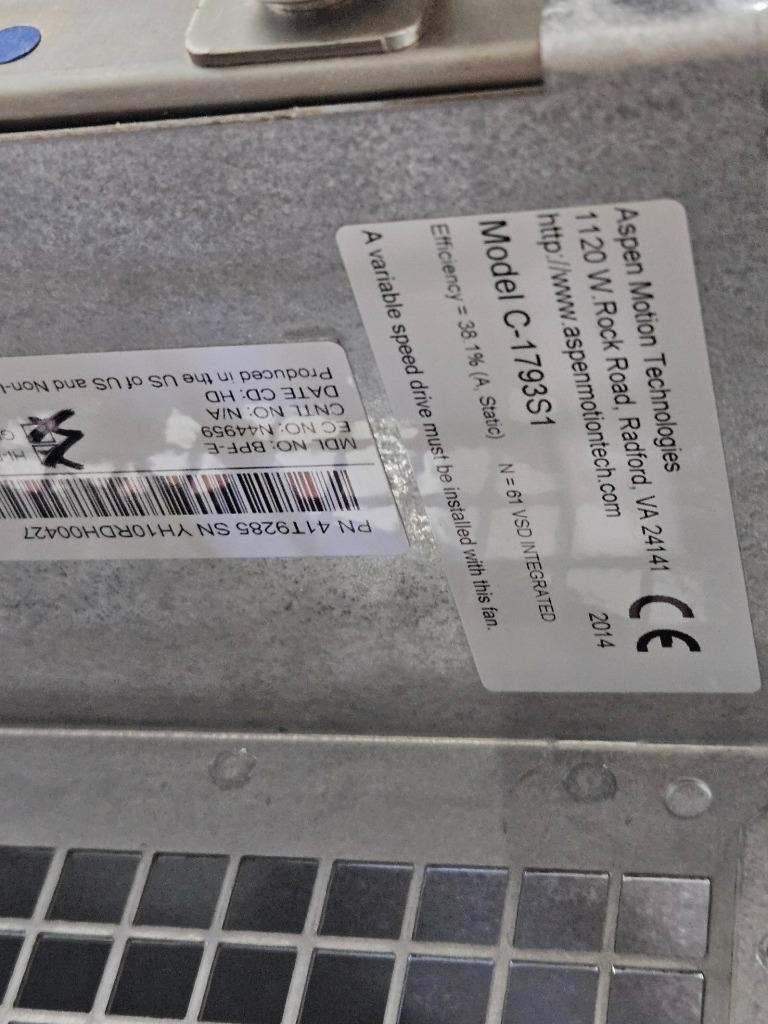 Aspen Motion Technologies
1120 W.Rock Road, Radford, VA 24141
http://www.aspenmotiontech.com
2014
CE
Model C-1793S1
Efficiency = 38.1% (A, Static)
N = 61 VSD INTEGRATED
A variable speed drive must be installed with this fan.
PN 41T9285 SN YH10RDH00427
MDL NO: BPF-E
EC NO: N44959
CNTL NO: N/A
DATE CD: HD
Produced in the US of US and Non-